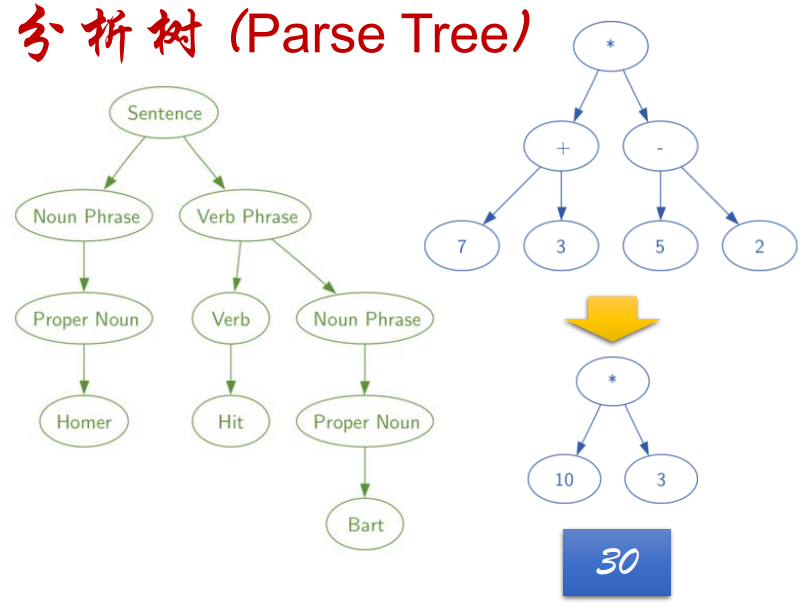 分析树 (Parse Tree)
Sentence
Noun Phrase
Verb Phrase
Proper Noun
Verb
Noun Phrase
Homer
Hit
Proper Noun
Bart
*
+
-
7
3
5
2
*
10
3
30